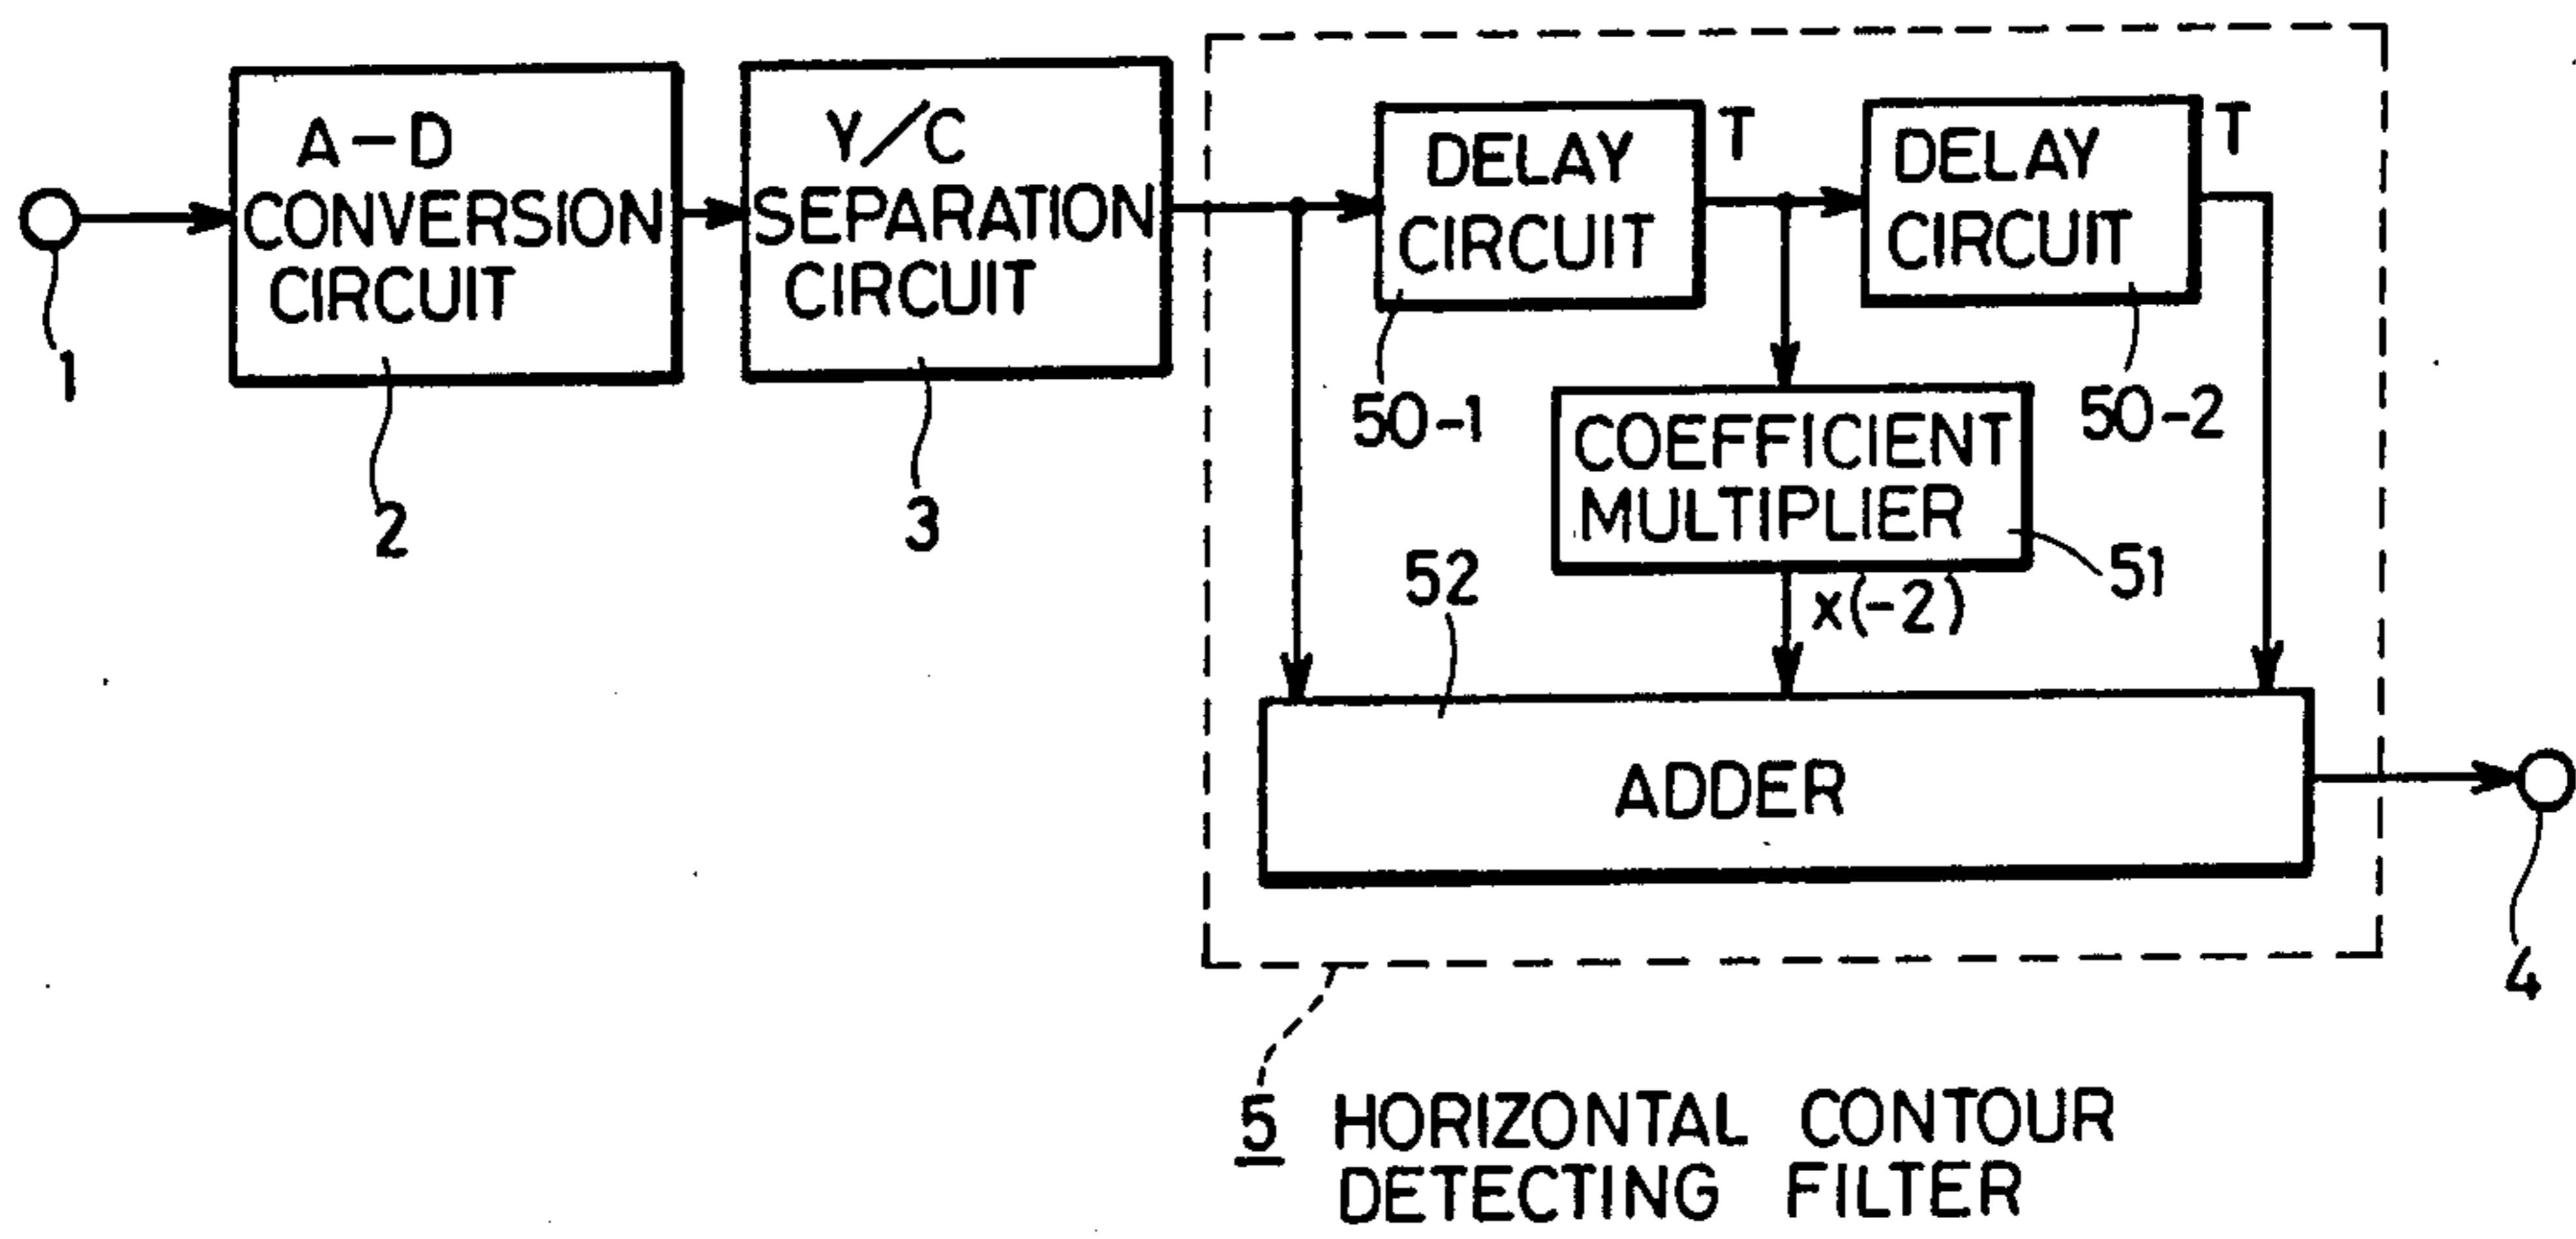 A-D
CONVERSION
CIRCUIT
Y/C
SEPARATION
CIRCUIT
DELAY
CIRCUIT
T
DELAY
CIRCUIT
T
1
2
3
50-1
50-2
COEFFICIENT
MULTIPLIER
51
x(-2)
52
ADDER
4
5 HORIZONTAL CONTOUR
DETECTING FILTER